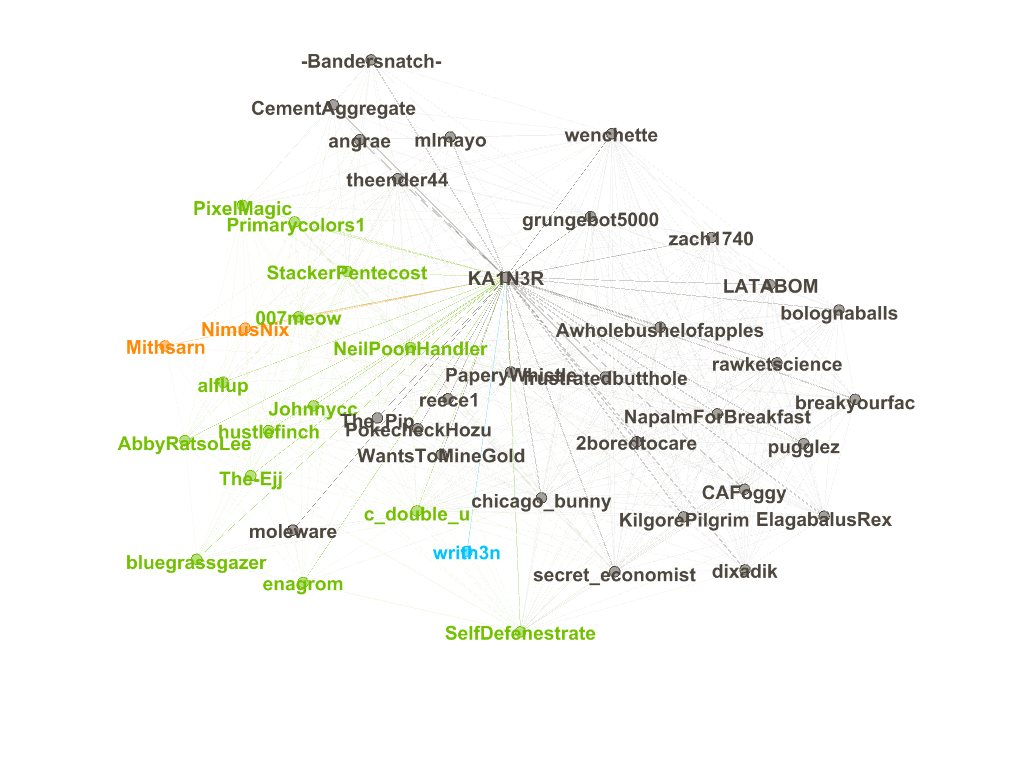 -Bandersnatch-
CementAggregate
angrae
mlmayo
wenchette
theender44
PixelMagic
Primarycolors1
grungebot5000
zach1740
StackerPentecost
KA1N3R
LATABOM
bolognaballs
007meow
NimusNix
Awholebushelofapples
Mithsarn
NeilPoonHandler
rawketscience
PaperyWhistle
frustratedbutthole
alflup
reece1
breakyourfac
Johnnycc
The_Pip
NapalmForBreakfast
hustlefinch
PokecheckHozu
AbbyRatsoLee
2boredtocare
pugglez
WantsToMineGold
The-Ejj
CAFoggy
chicago_bunny
c_double_u
KilgorePilgrim
ElagabalusRex
moleware
writh3n
bluegrassgazer
enagrom
secret_economist
dixadik
SelfDefenestrate